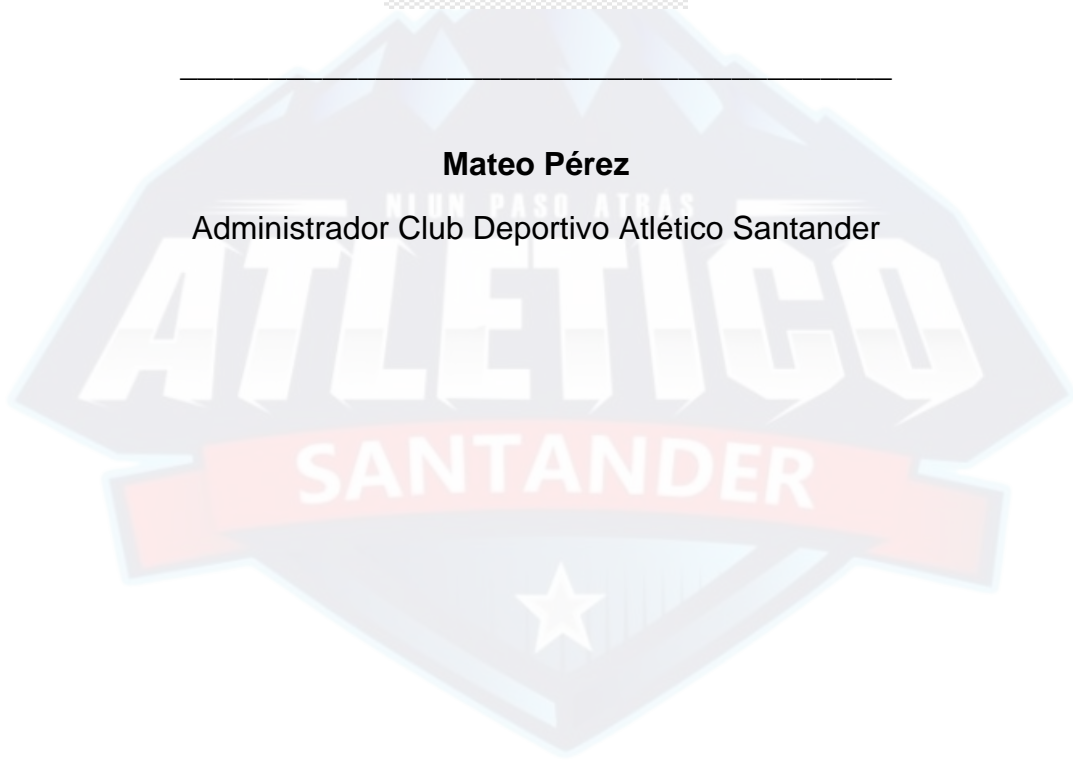 Mateo Pérez
NI UN PASO ATRÁS
Administrador Club Deportivo Atlético Santander
ATLETICO
SANTANDER